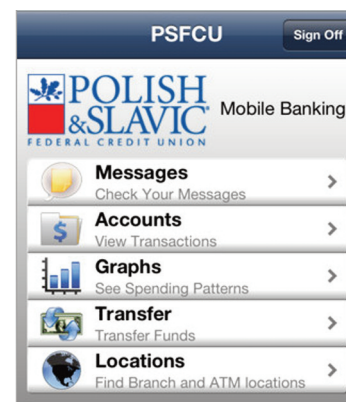 PSFCU
Sign Off
POLISH
&SLAVIC
FEDERAL CREDIT UNION
Mobile Banking
Messages
Check Your Messages
Accounts
View Transactions
Graphs
See Spending Patterns
Transfer
Transfer Funds
Locations
Find Branch and ATM locations